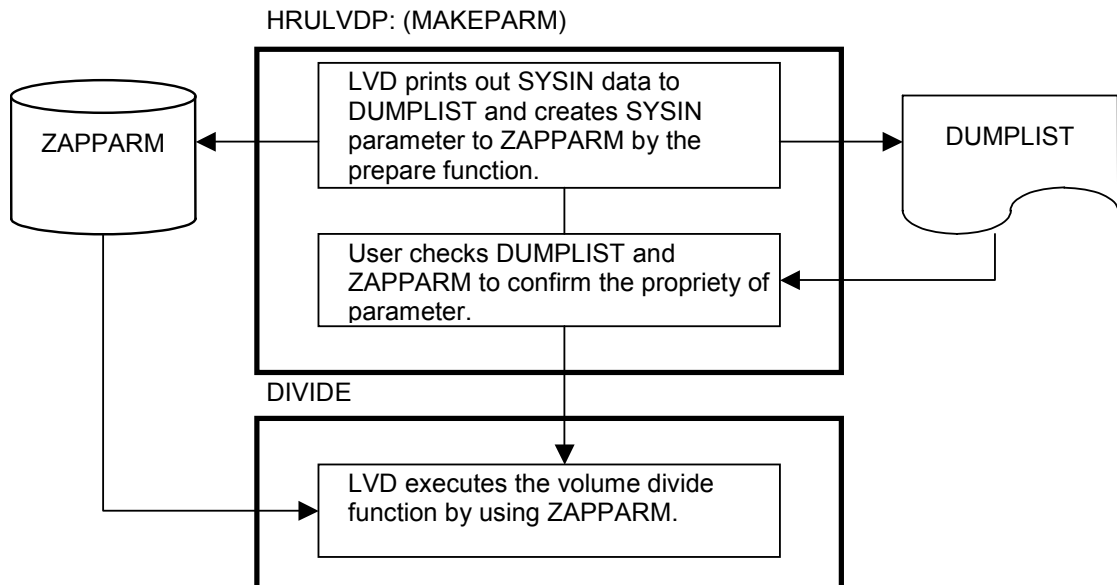 HRULVDP: (MAKEPARM)
LVD prints out SYSIN data to
DUMPLIST and creates SYSIN
parameter to ZAPPARM by the
prepare function.
ZAPPARM
DUMPLIST
User checks DUMPLIST and
ZAPPARM to confirm the propriety of
parameter.
DIVIDE
LVD executes the volume divide
function by using ZAPPARM.